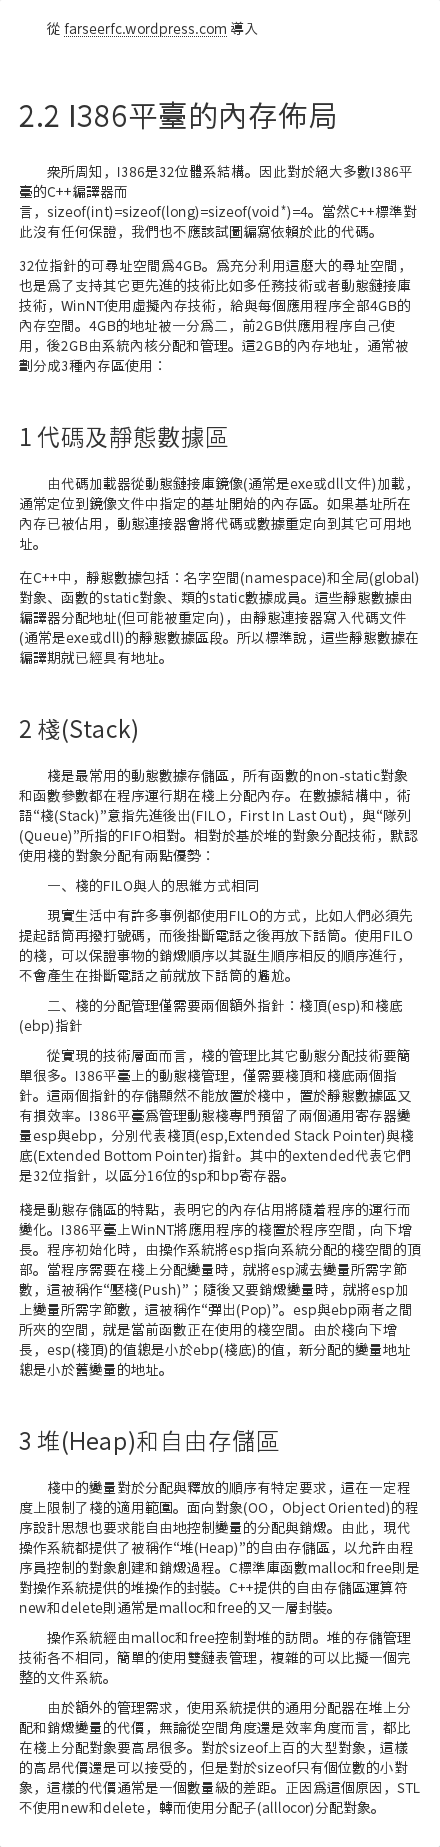 從 farseerfc.wordpress.com 導入
2.2 I386平臺的內存佈局
衆所周知，I386是32位體系結構。因此對於絕大多數I386平
臺的C++編譯器而
言，sizeof(int)=sizeof(long)=sizeof(void*)=4。當然C++標準對
此沒有任何保證，我們也不應該試圖編寫依賴於此的代碼。
32位指針的可尋址空間爲4GB。爲充分利用這麼大的尋址空間，
也是爲了支持其它更先進的技術比如多任務技術或者動態鏈接庫
技術，WinNT使用虛擬內存技術，給與每個應用程序全部4GB的
內存空間。4GB的地址被一分爲二，前2GB供應用程序自己使
用，後2GB由系統內核分配和管理。這2GB的內存地址，通常被
劃分成3種內存區使用：
1 代碼及靜態數據區
由代碼加載器從動態鏈接庫鏡像(通常是exe或dll文件)加載，
通常定位到鏡像文件中指定的基址開始的內存區。如果基址所在
內存已被佔用，動態連接器會將代碼或數據重定向到其它可用地
址。
在C++中，靜態數據包括：名字空間(namespace)和全局(global)
對象、函數的static對象、類的static數據成員。這些靜態數據由
編譯器分配地址(但可能被重定向)，由靜態連接器寫入代碼文件
(通常是exe或dll)的靜態數據區段。所以標準說，這些靜態數據在
編譯期就已經具有地址。
2 棧(Stack)
棧是最常用的動態數據存儲區，所有函數的non-static對象
和函數參數都在程序運行期在棧上分配內存。在數據結構中，術
語“棧(Stack)”意指先進後出(FILO，First In Last Out)，與“隊列
(Queue)”所指的FIFO相對。相對於基於堆的對象分配技術，默認
使用棧的對象分配有兩點優勢：
一、棧的FILO與人的思維方式相同
現實生活中有許多事例都使用FILO的方式，比如人們必須先
提起話筒再撥打號碼，而後掛斷電話之後再放下話筒。使用FILO
的棧，可以保證事物的銷燬順序以其誕生順序相反的順序進行，
不會產生在掛斷電話之前就放下話筒的尷尬。
二、棧的分配管理僅需要兩個額外指針：棧頂(esp)和棧底
(ebp)指針
從實現的技術層面而言，棧的管理比其它動態分配技術要簡
單很多。I386平臺上的動態棧管理，僅需要棧頂和棧底兩個指
針。這兩個指針的存儲顯然不能放置於棧中，置於靜態數據區又
有損效率。I386平臺爲管理動態棧專門預留了兩個通用寄存器變
量esp與ebp，分別代表棧頂(esp,Extended Stack Pointer)與棧
底(Extended Bottom Pointer)指針。其中的extended代表它們
是32位指針，以區分16位的sp和bp寄存器。
棧是動態存儲區的特點，表明它的內存佔用將隨着程序的運行而
變化。I386平臺上WinNT將應用程序的棧置於程序空間，向下增
長。程序初始化時，由操作系統將esp指向系統分配的棧空間的頂
部。當程序需要在棧上分配變量時，就將esp減去變量所需字節
數，這被稱作“壓棧(Push)”；隨後又要銷燬變量時，就將esp加
上變量所需字節數，這被稱作“彈出(Pop)”。esp與ebp兩者之間
所夾的空間，就是當前函數正在使用的棧空間。由於棧向下增
長，esp(棧頂)的值總是小於ebp(棧底)的值，新分配的變量地址
總是小於舊變量的地址。
3 堆(Heap)和自由存儲區
棧中的變量對於分配與釋放的順序有特定要求，這在一定程
度上限制了棧的適用範圍。面向對象(OO，Object Oriented)的程
序設計思想也要求能自由地控制變量的分配與銷燬。由此，現代
操作系統都提供了被稱作“堆(Heap)”的自由存儲區，以允許由程
序員控制的對象創建和銷燬過程。C標準庫函數malloc和free則是
對操作系統提供的堆操作的封裝。C++提供的自由存儲區運算符
new和delete則通常是malloc和free的又一層封裝。
操作系統經由malloc和free控制對堆的訪問。堆的存儲管理
技術各不相同，簡單的使用雙鏈表管理，複雜的可以比擬一個完
整的文件系統。
由於額外的管理需求，使用系統提供的通用分配器在堆上分
配和銷燬變量的代價，無論從空間角度還是效率角度而言，都比
在棧上分配對象要高昂很多。對於sizeof上百的大型對象，這樣
的高昂代價還是可以接受的，但是對於sizeof只有個位數的小對
象，這樣的代價通常是一個數量級的差距。正因爲這個原因，STL
不使用new和delete，轉而使用分配子(alllocor)分配對象。